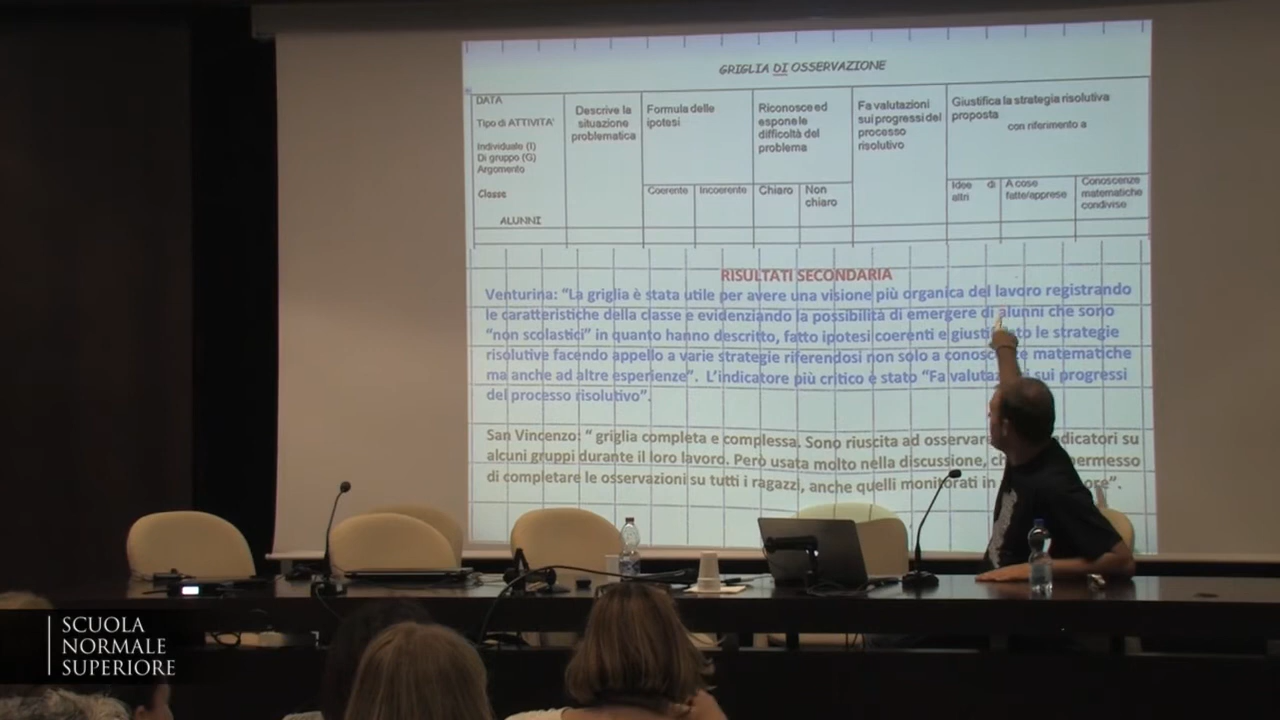 GRIGLIA DI OSSERVAZIONE
DATA
Tipo di ATTIVITA'
Individuale (I)
Di gruppo (G)
Argomento
Classe
ALUNNI
Descrive la
situazione
problematica
Formula delle
ipotesi
Coerente
Incoerente
Riconosce ed
espone le
difficoltà del
problema
Chiaro
Non
chiaro
Fa valutazioni
sui progressi del
processo
risolutivo
Giustifica la strategia risolutiva
proposta
con riferimento a
Idee di
altri
A cose
fatte/apprese
Conoscenze
matematiche
condivise
RISULTATI SECONDARIA
Venturina: “La griglia è stata utile per avere una visione più organica del lavoro registrando
le caratteristiche della classe e evidenziando la possibilità di emergere di alunni che sono
“non scolastici” in quanto hanno descritto, fatto ipotesi coerenti e le strategie
risolutive facendo appello a varie strategie riferendosi non solo a matematiche
ma anche ad altre esperienze”. L'indicatore più critico è stato “Fa sui progressi
del processo risolutivo”.
San Vincenzo: “ griglia completa e complessa. Sono riuscita ad osservare su
alcuni gruppi durante il loro lavoro. Però usata molto nella discussione,
di completare le osservazioni su tutti i ragazzi, anche quelli monitorati in
SCUOLA
NORMALE
SUPERIORE